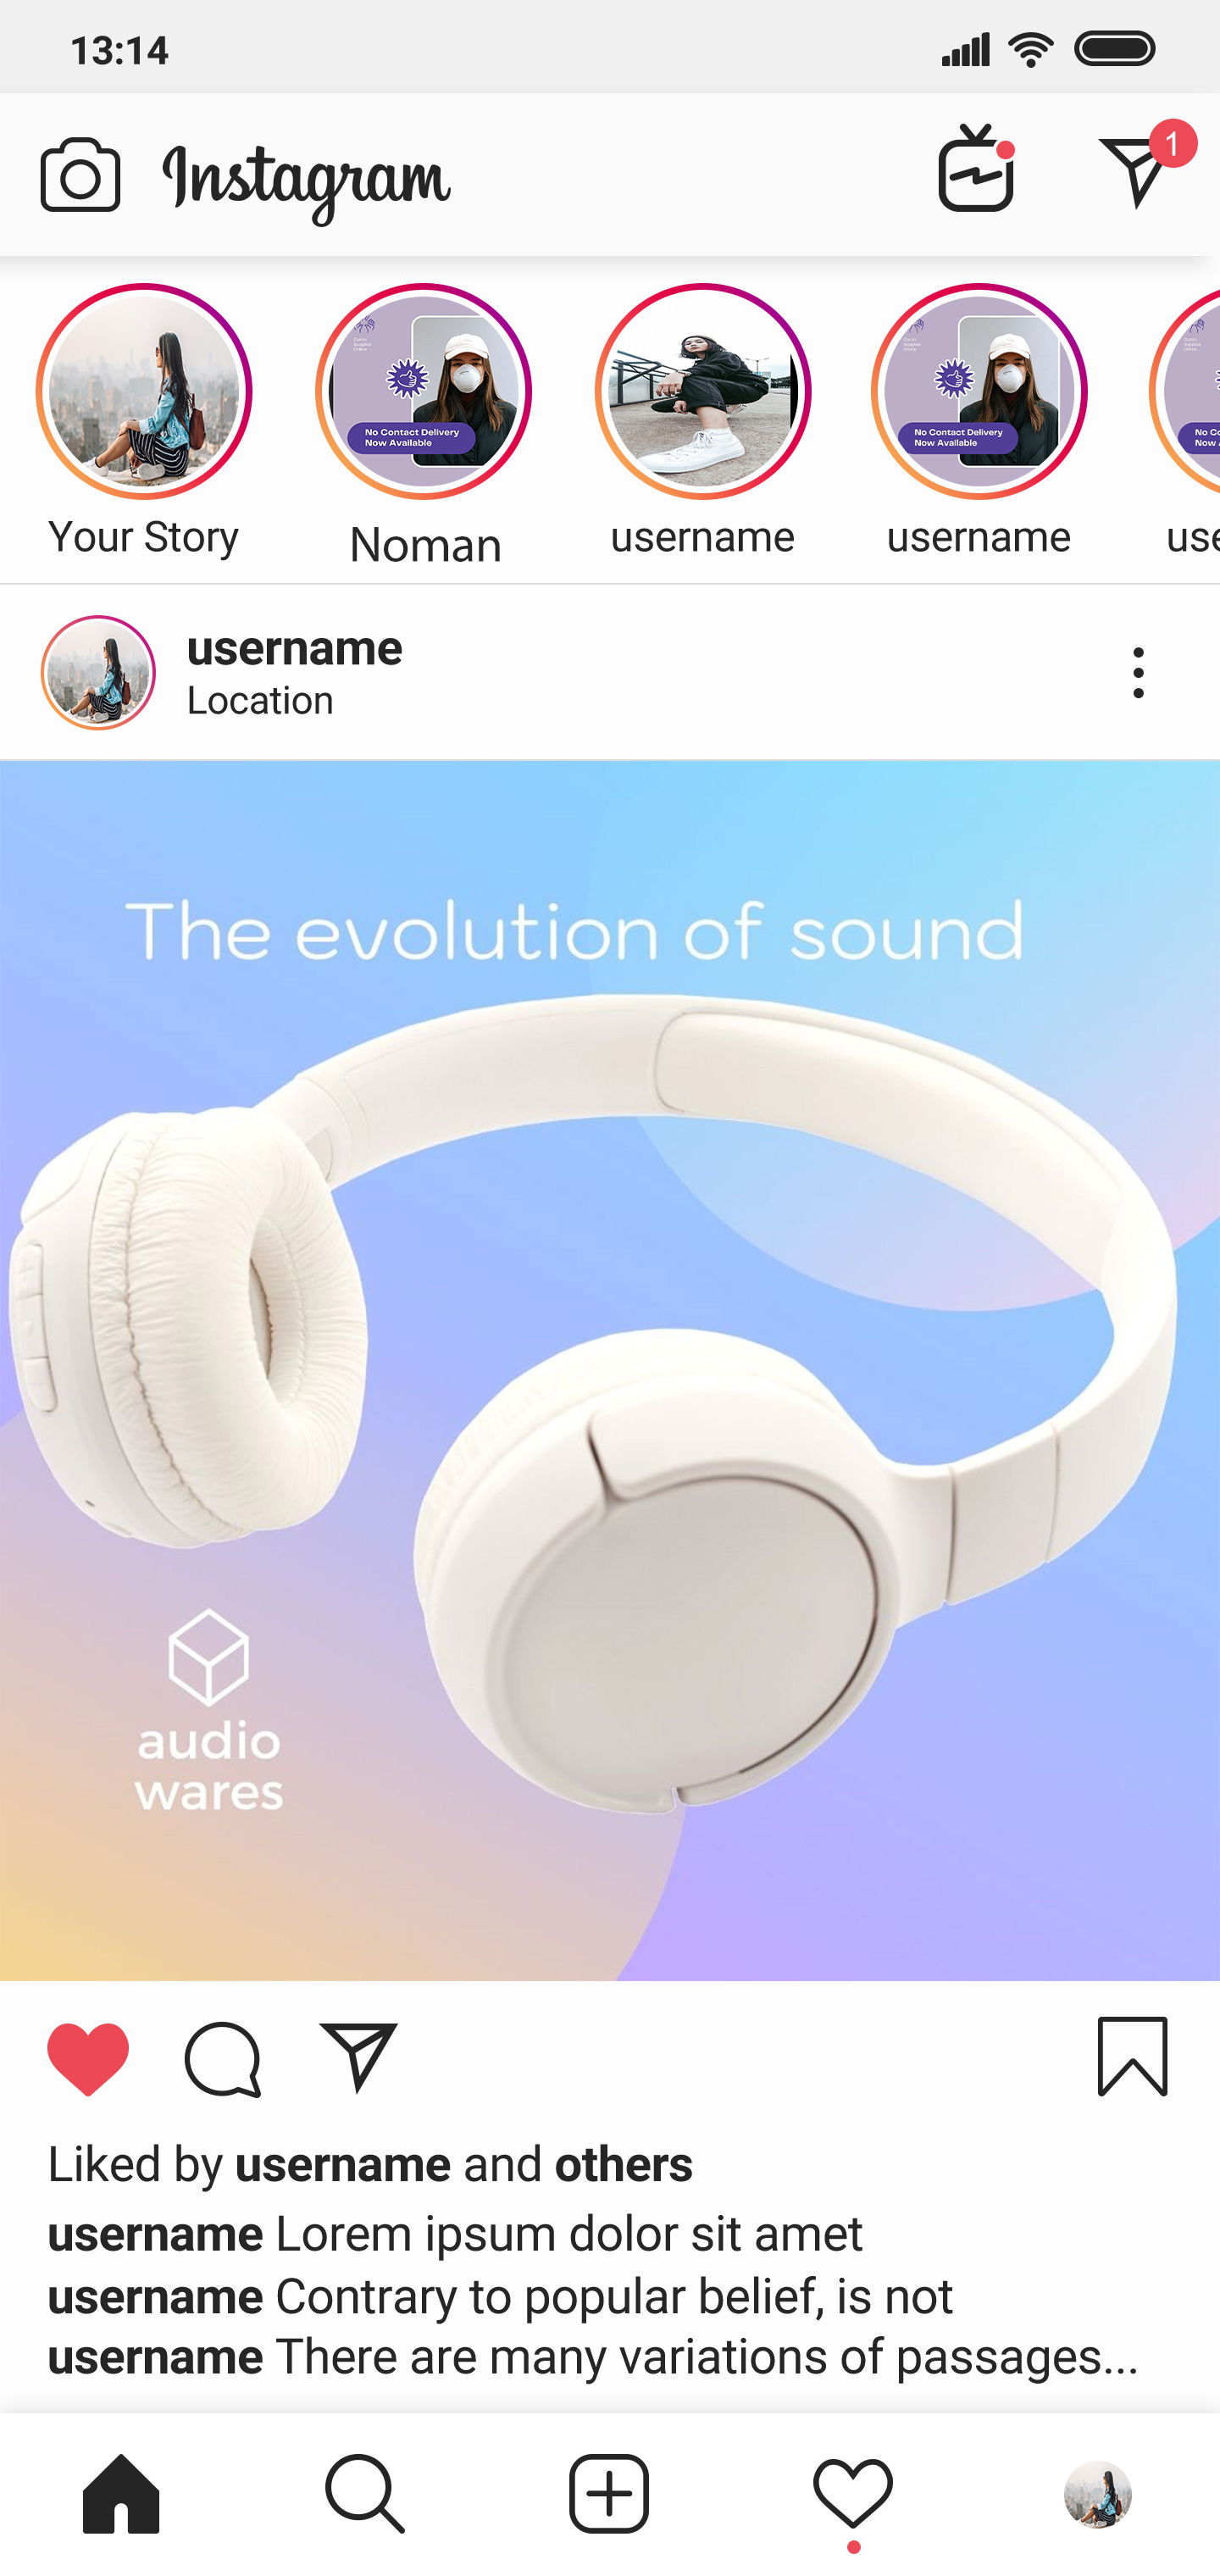 13:14
Instagram
1
No Contact Delivery
Now Available
No Contact Delivery
Now Available
No C
Now
Your Story
Noman
username
username
use
username
Location
The evolution of sound
audio
wares
Liked by username and others
username Lorem ipsum dolor sit amet
username Contrary to popular belief, is not
username There are many variations of passages...